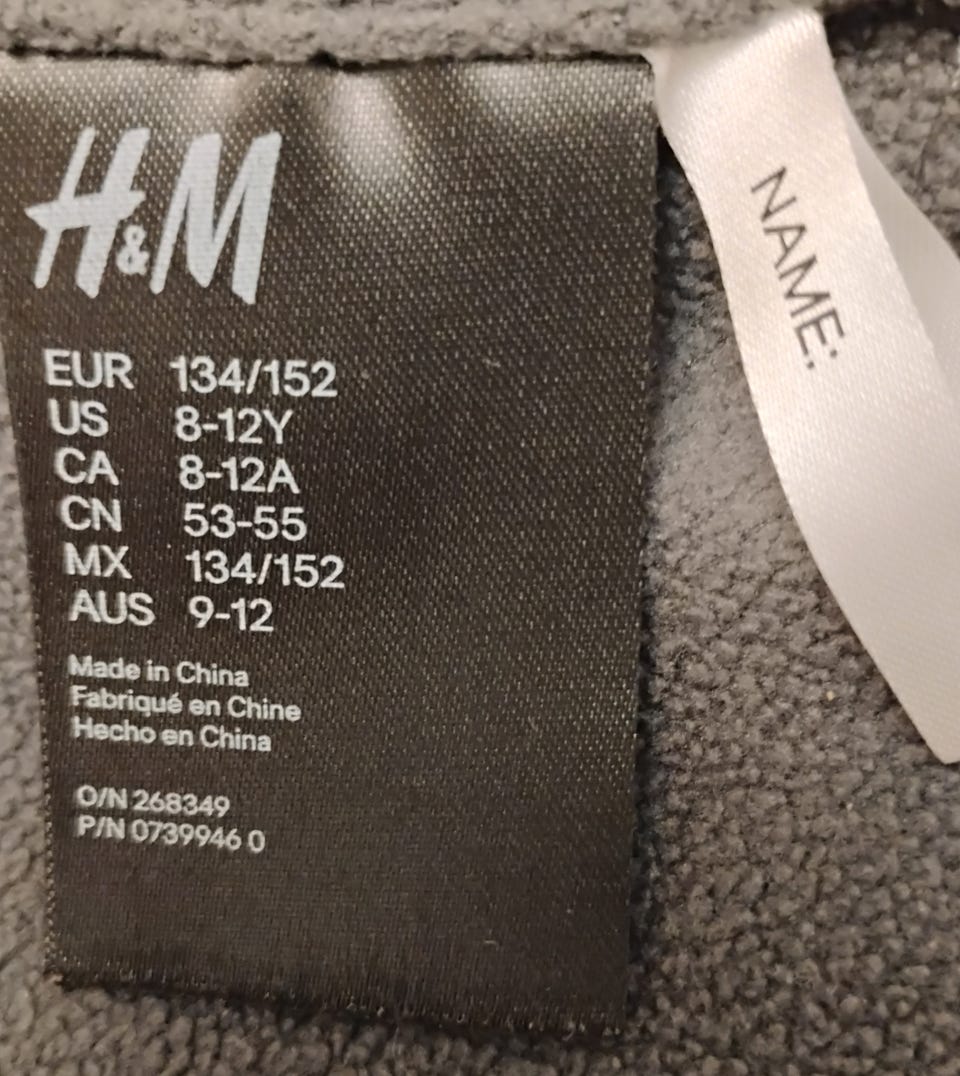 H&M
EUR 134/152
US 8-12Y
CA 8-12A
CN 53-55
MX 134/152
AUS 9-12
Made in China
Fabriqué en Chine
Hecho en China
O/N 268349
P/N 0739946 0
NAME: